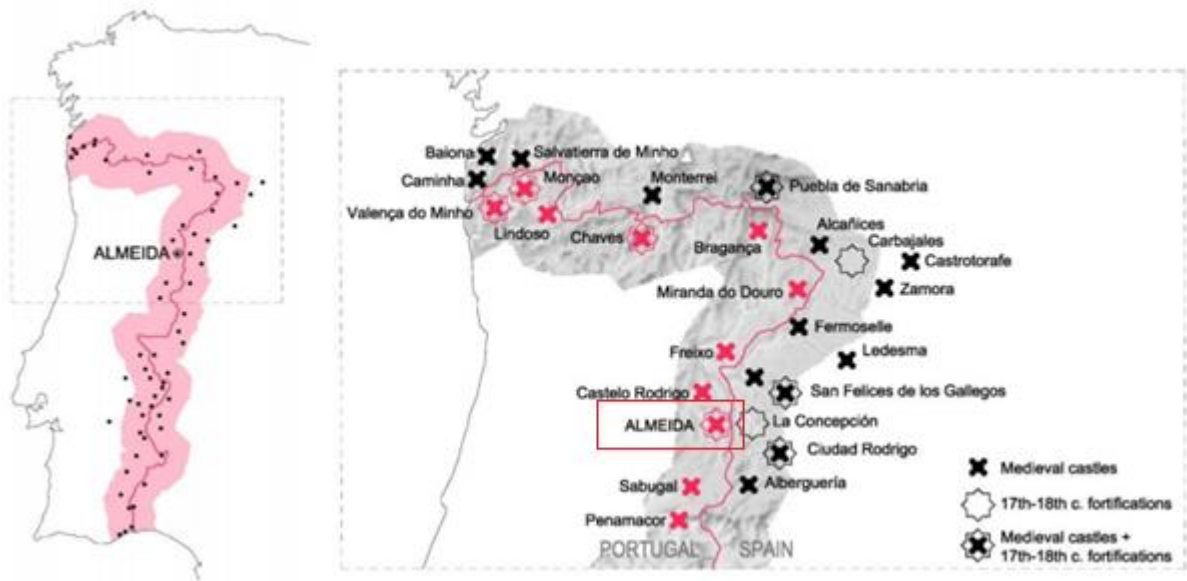 ALMEIDA
Baiona
Salvatierra de Minho
Caminha
Monçao
Monterrei
Puebla de Sanabria
Valença do Minho
Lindoso
Chaves
Bragança
Alcañices
Carbajales
Castrotorafe
Miranda do Douro
Zamora
Fermoselle
Freixo
Ledesma
Castelo Rodrigo
San Felices de los Gallegos
ALMEIDA
La Concepción
Ciudad Rodrigo
Sabugal
Alberguería
Penamacor
PORTUGAL
SPAIN
Medieval castles
17th-18th c. fortifications
Medieval castles +
17th-18th c. fortifications